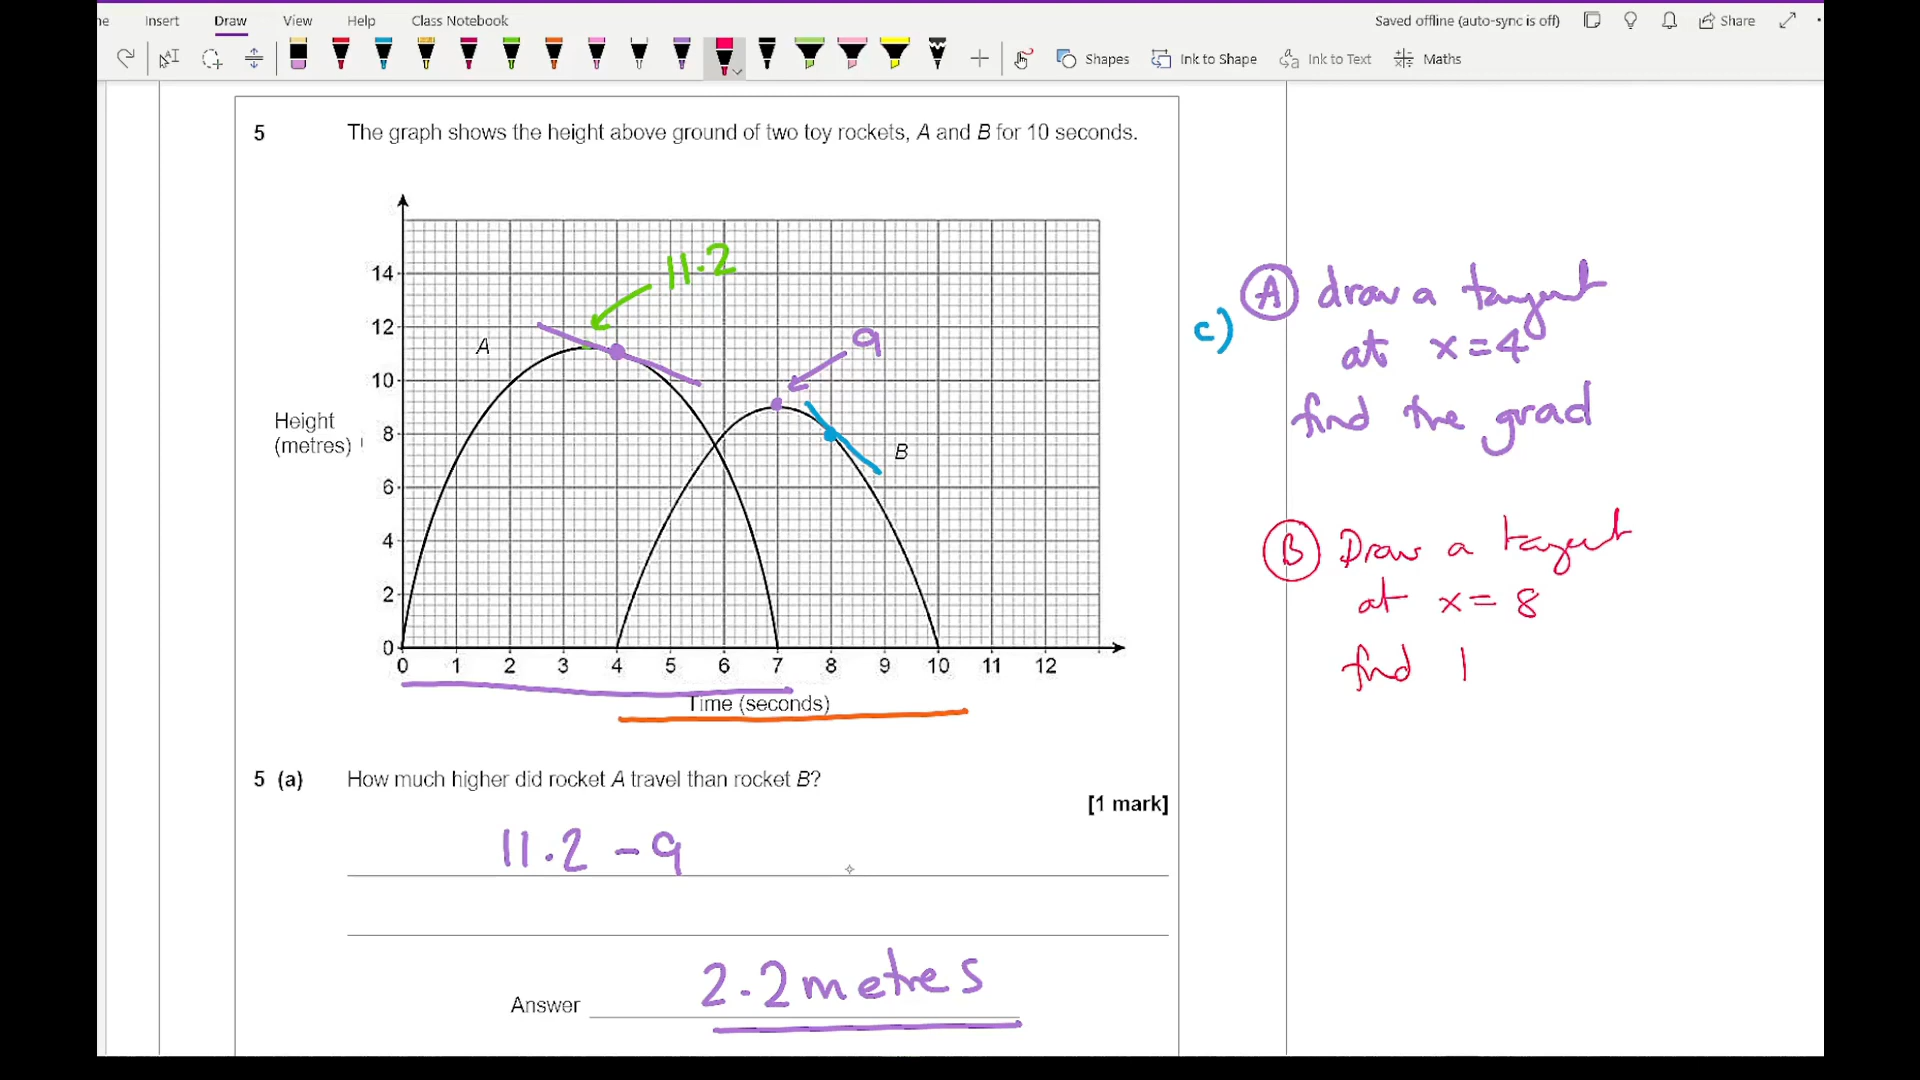 Insert Draw View Help Class Notebook Saved offline (auto-sync is off) Share
Shapes Ink to Shape Ink to Text Maths
5 The graph shows the height above ground of two toy rockets, A and B for 10 seconds.
14
12
10
8
6
4
2
0
Height
(metres)
A
B
11.2
9
0 1 2 3 4 5 6 7 8 9 10 11 12
Time (seconds)
c)
A draw a tangent
at x=4
find the grad
B Draw a tangent
at x= 8
find
5 (a) How much higher did rocket A travel than rocket B?
[1 mark]
11.2 - 9
Answer 2.2 metres